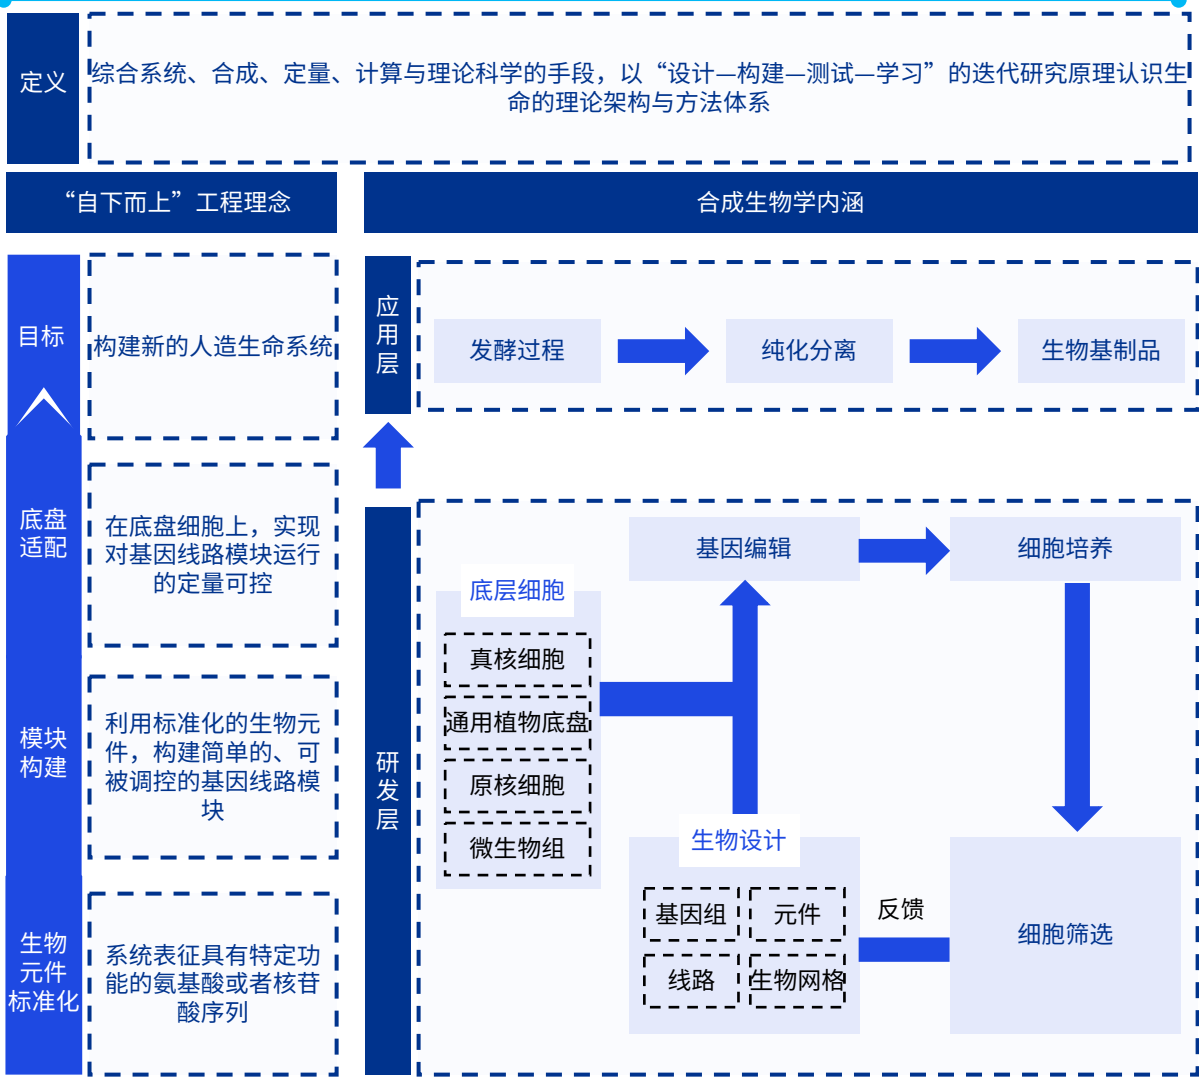 定义
综合系统、合成、定量、计算与理论科学的手段，以“设计—构建—测试—学习”的迭代研究原理认识生
命的理论架构与方法体系
“自下而上”工程理念
目标
构建新的人造生命系统
底盘
适配
在底盘细胞上，实现
对基因线路模块运行
的定量可控
模块
构建
利用标准化的生物元
件，构建简单的、可
被调控的基因线路模
块
生物
元件
标准化
系统表征具有特定功
能的氨基酸或者核苷
酸序列
合成生物学内涵
应
用
层
发酵过程
纯化分离
生物基制品
研
发
层
基因编辑
细胞培养
底层细胞
真核细胞
通用植物底盘
原核细胞
微生物组
生物设计
基因组
元件
线路
生物网格
反馈
细胞筛选